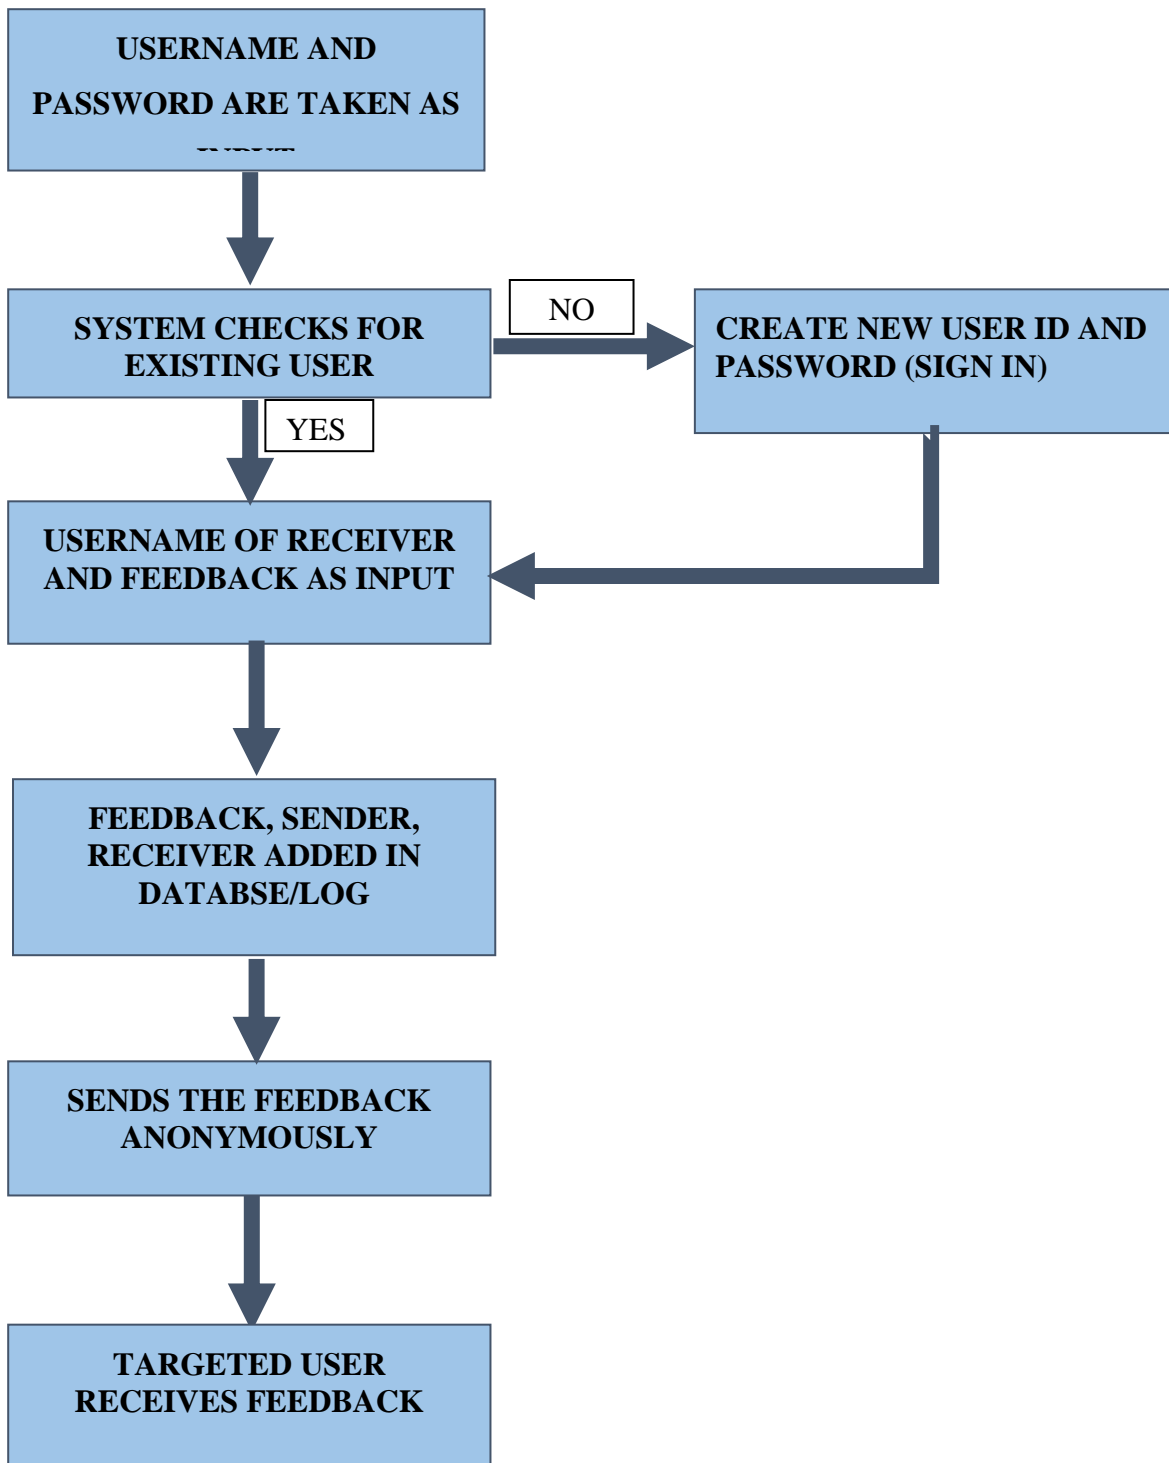 USERNAME AND
PASSWORD ARE TAKEN AS
SYSTEM CHECKS FOR
EXISTING USER
NO
CREATE NEW USER ID AND
PASSWORD (SIGN IN)
YES
USERNAME OF RECEIVER
AND FEEDBACK AS INPUT
FEEDBACK, SENDER,
RECEIVER ADDED IN
DATABSE/LOG
SENDS THE FEEDBACK
ANONYMOUSLY
TARGETED USER
RECEIVES FEEDBACK